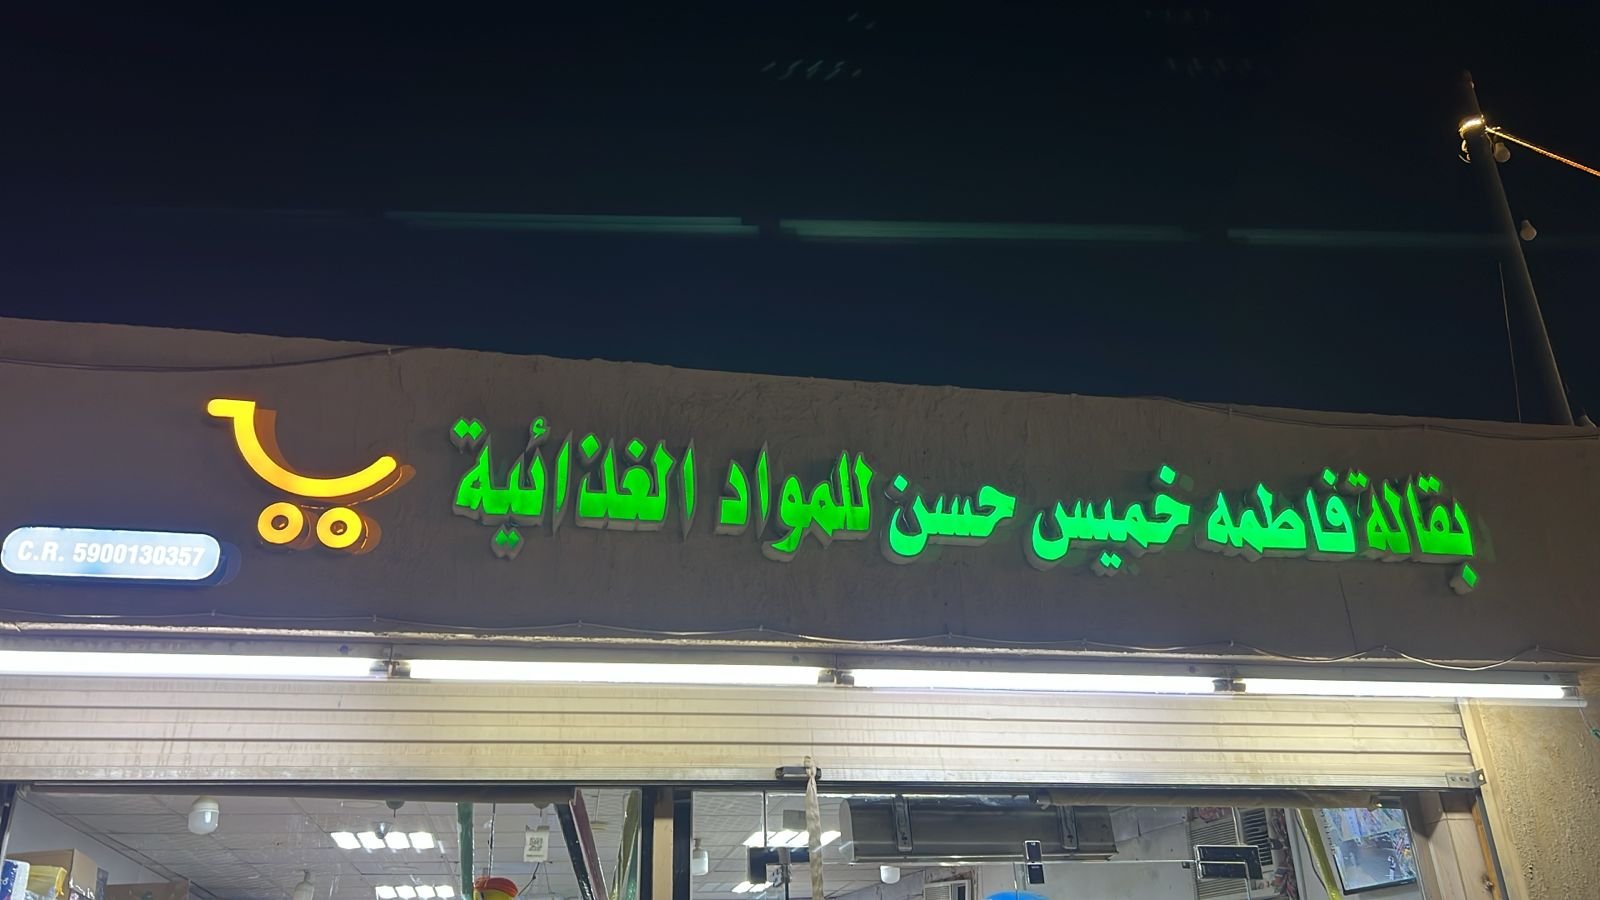 بقالة فاطمه خميس حسن للمواد الغذائية
C.R. 5900130357